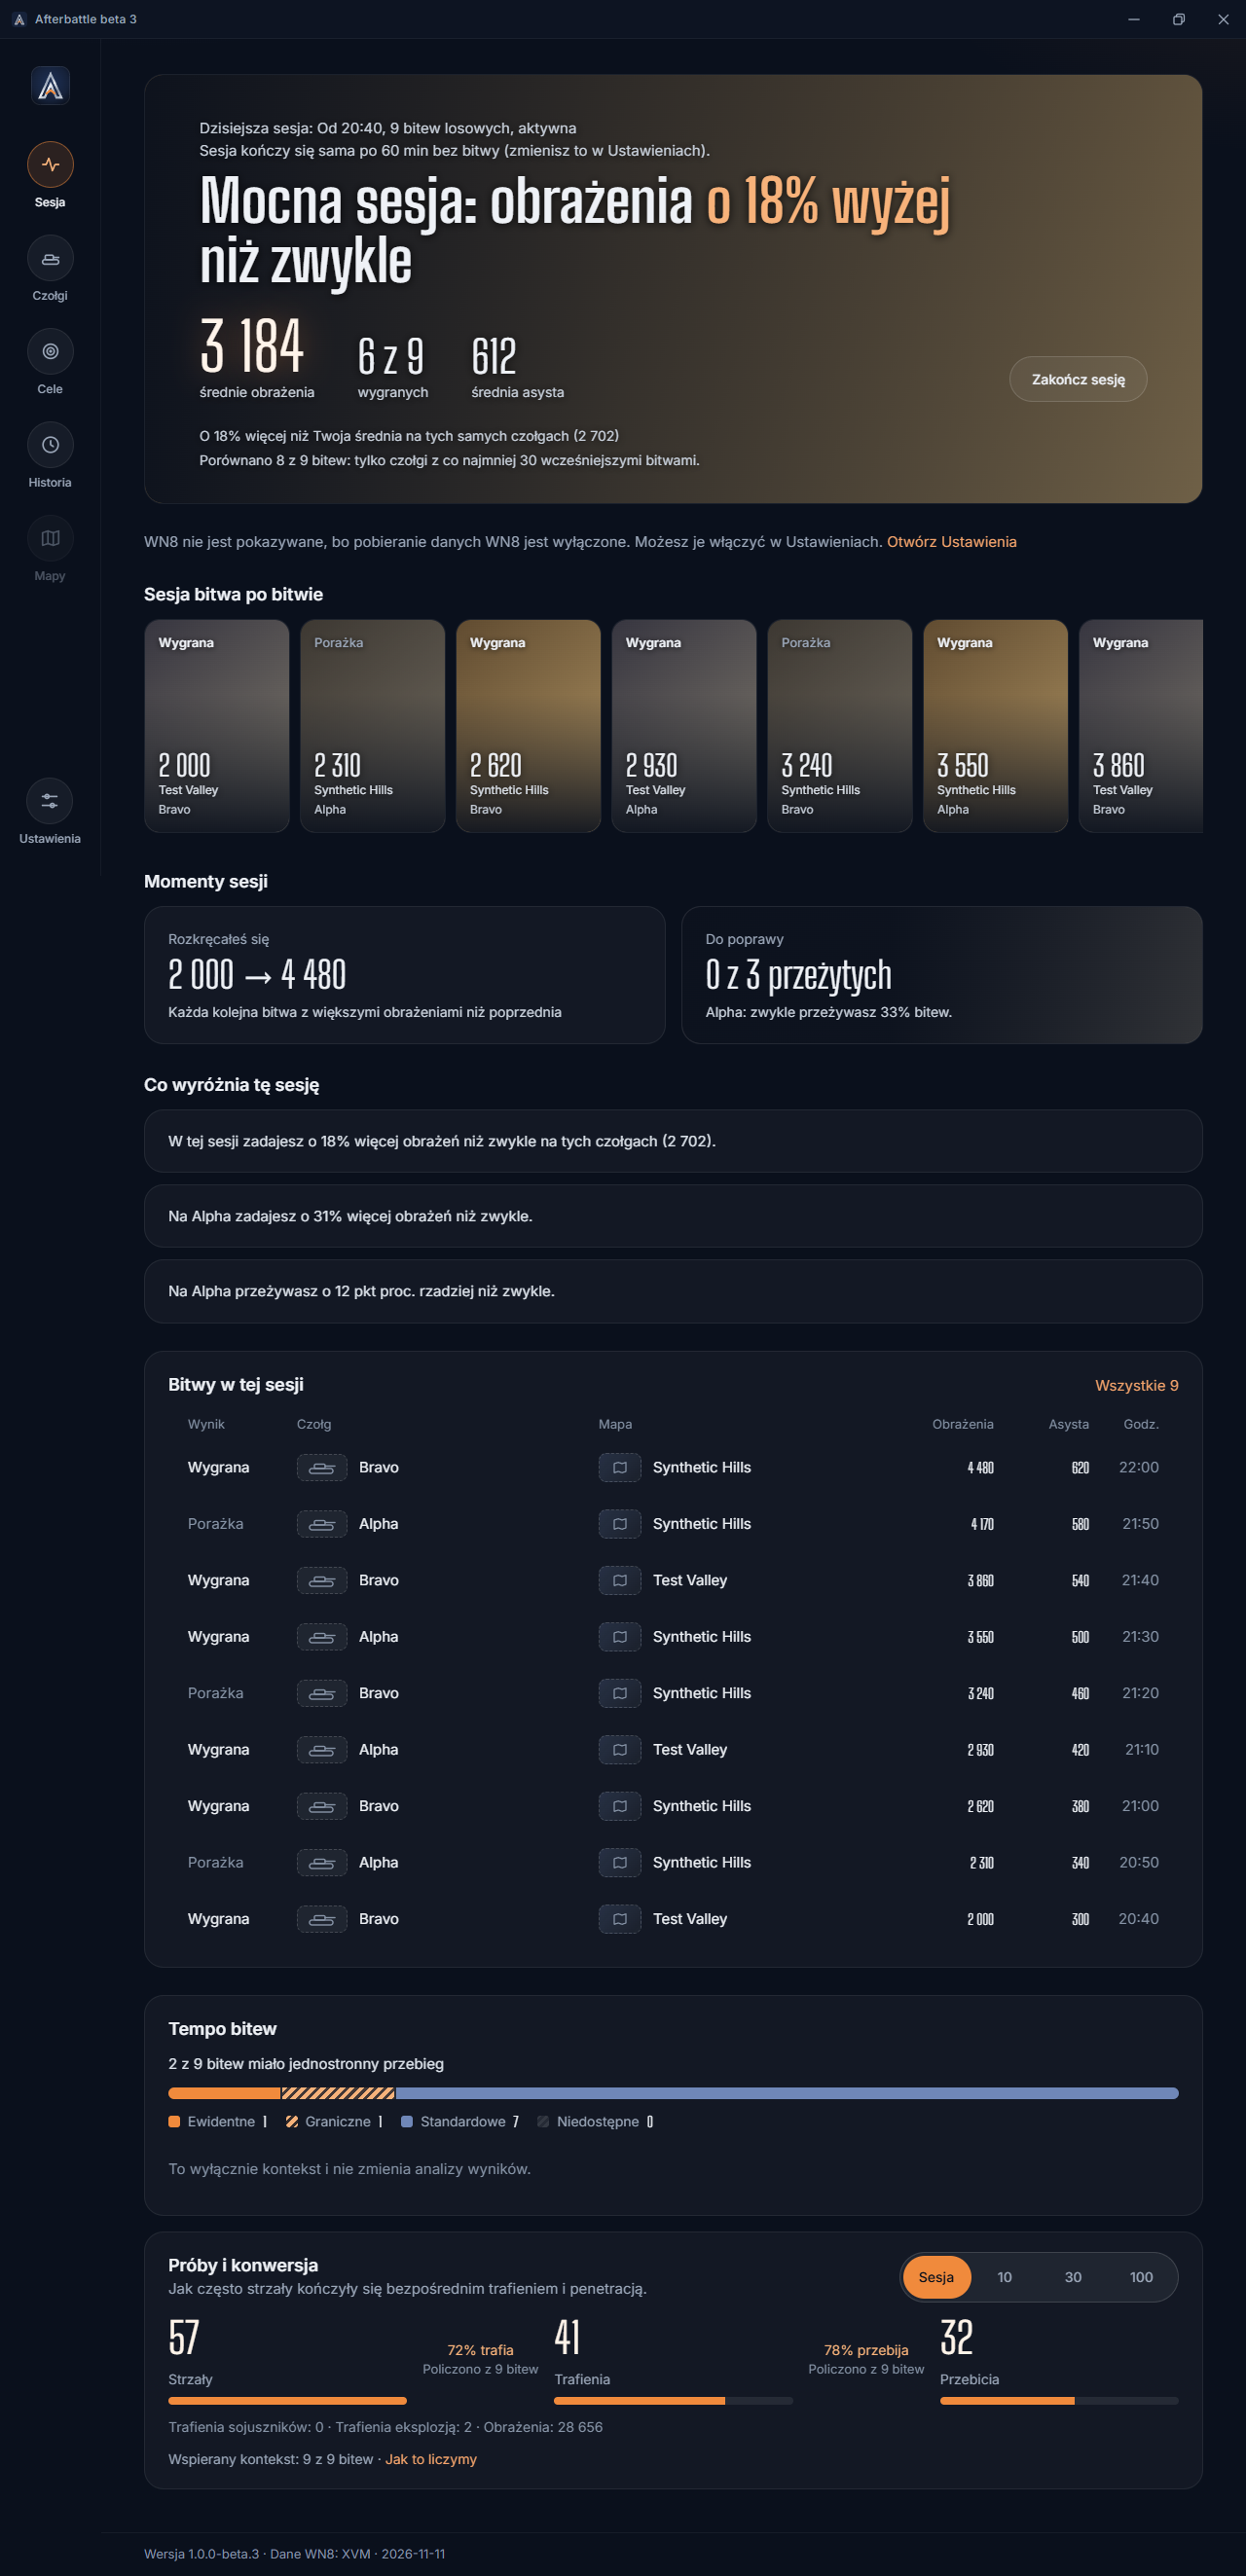 Afterbattle beta 3
Sesja
Czołgi
Cele
Historia
Mapy
Ustawienia
Dzisiejsza sesja: Od 20:40, 9 bitew losowych, aktywna
Sesja kończy się sama po 60 min bez bitwy (zmienisz to w Ustawieniach).
Mocna sesja: obrażenia o 18% wyżej
niż zwykle
3 184 6 z 9 612
średnie obrażenia wygranych średnia asysta
Zakończ sesję
O 18% więcej niż Twoja średnia na tych samych czołgach (2 702)
Porównano 8 z 9 bitew: tylko czołgi z co najmniej 30 wcześniejszymi bitwami.
WN8 nie jest pokazywane, bo pobieranie danych WN8 jest wyłączone. Możesz je włączyć w Ustawieniach. Otwórz Ustawienia
Sesja bitwa po bitwie
Wygrana Porażka Wygrana Wygrana Porażka Wygrana Wygrana
2 000 2 310 2 620 2 930 3 240 3 550 3 860
Test Valley Synthetic Hills Synthetic Hills Test Valley Synthetic Hills Synthetic Hills Test Valley
Bravo Alpha Bravo Alpha Bravo Alpha Bravo
Momenty sesji
Rozkręcałeś się
2 000 → 4 480
Każda kolejna bitwa z większymi obrażeniami niż poprzednia
Do poprawy
0 z 3 przeżytych
Alpha: zwykle przeżywasz 33% bitew.
Co wyróżnia tę sesję
W tej sesji zadajesz o 18% więcej obrażeń niż zwykle na tych czołgach (2 702).
Na Alpha zadajesz o 31% więcej obrażeń niż zwykle.
Na Alpha przeżywasz o 12 pkt proc. rzadziej niż zwykle.
Bitwy w tej sesji Wszystkie 9
Wynik Czołg Mapa Obrażenia Asysta Godz.
Wygrana Bravo Synthetic Hills 4 480 620 22:00
Porażka Alpha Synthetic Hills 4 170 580 21:50
Wygrana Bravo Test Valley 3 860 540 21:40
Wygrana Alpha Synthetic Hills 3 550 500 21:30
Porażka Bravo Synthetic Hills 3 240 460 21:20
Wygrana Alpha Test Valley 2 930 420 21:10
Wygrana Bravo Synthetic Hills 2 620 380 21:00
Porażka Alpha Synthetic Hills 2 310 340 20:50
Wygrana Bravo Test Valley 2 000 300 20:40
Tempo bitew
2 z 9 bitew miało jednostronny przebieg
Ewidentne 1 Graniczne 1 Standardowe 7 Niedostępne 0
To wyłącznie kontekst i nie zmienia analizy wyników.
Próby i konwersja
Jak często strzały kończyły się bezpośrednim trafieniem i penetracją.
Sesja 10 30 100
57 41 32
72% trafia 78% przebija
Policzono z 9 bitew Policzono z 9 bitew
Strzały Trafienia Przebicia
Trafienia sojuszników: 0 · Trafienia eksplozją: 2 · Obrażenia: 28 656
Wspierany kontekst: 9 z 9 bitew · Jak to liczymy
Wersja 1.0.0-beta.3 · Dane WN8: XVM · 2026-11-11